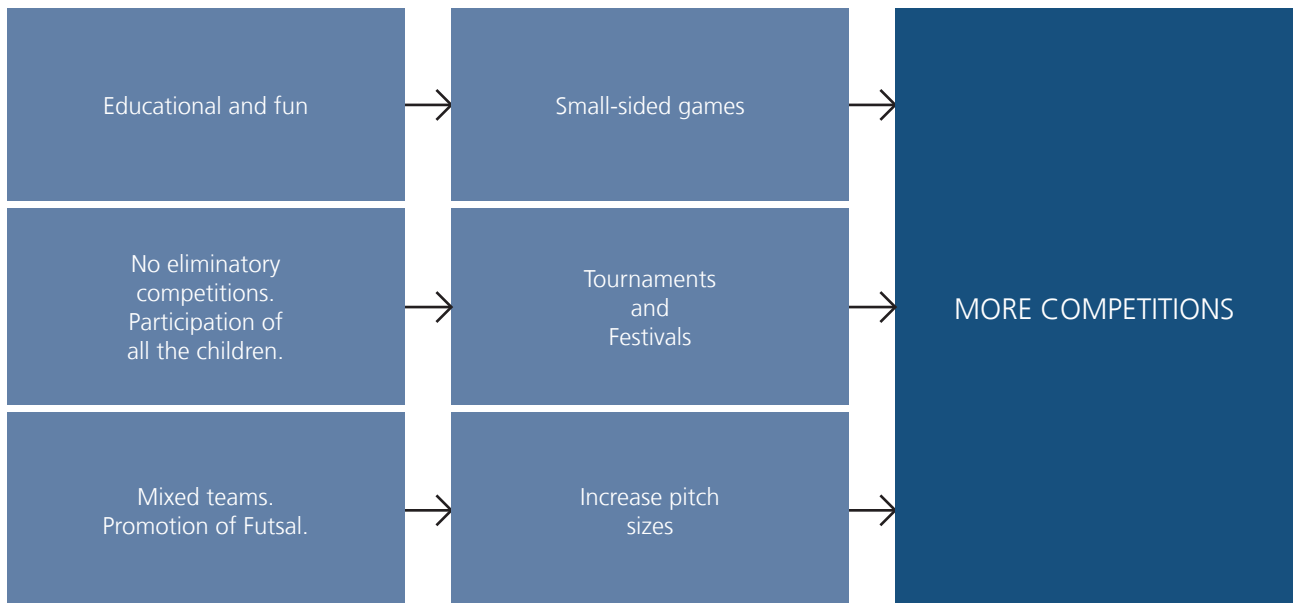 Educational and fun
Small-sided games
No eliminatory
competitions.
Participation of
all the children.
Tournaments
and
Festivals
MORE COMPETITIONS
Mixed teams.
Promotion of Futsal.
Increase pitch
sizes